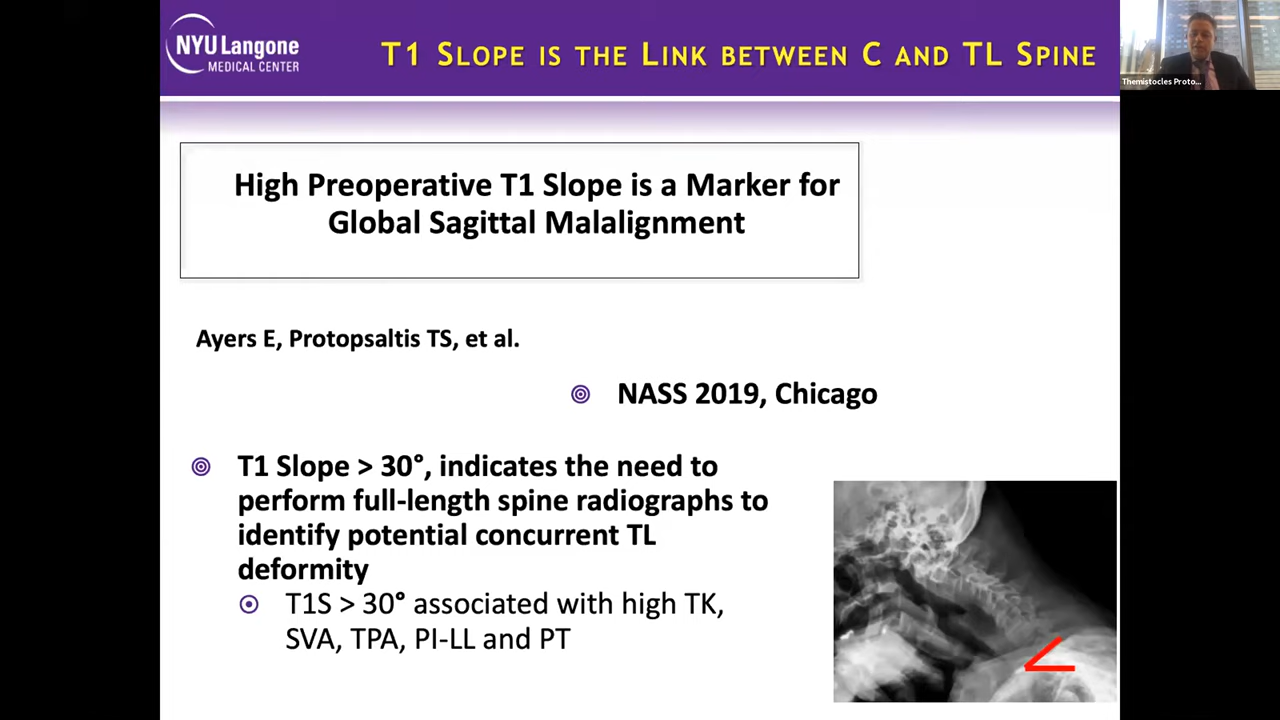 NYU Langone
MEDICAL CENTER
T1 SLOPE IS THE LINK BETWEEN C AND TL SPINE
Themistocles Proto...
High Preoperative T1 Slope is a Marker for
Global Sagittal Malalignment
Ayers E, Protopsaltis TS, et al.
NASS 2019, Chicago
T1 Slope > 30°, indicates the need to
perform full-length spine radiographs to
identify potential concurrent TL
deformity
T1S > 30° associated with high TK,
SVA, TPA, PI-LL and PT